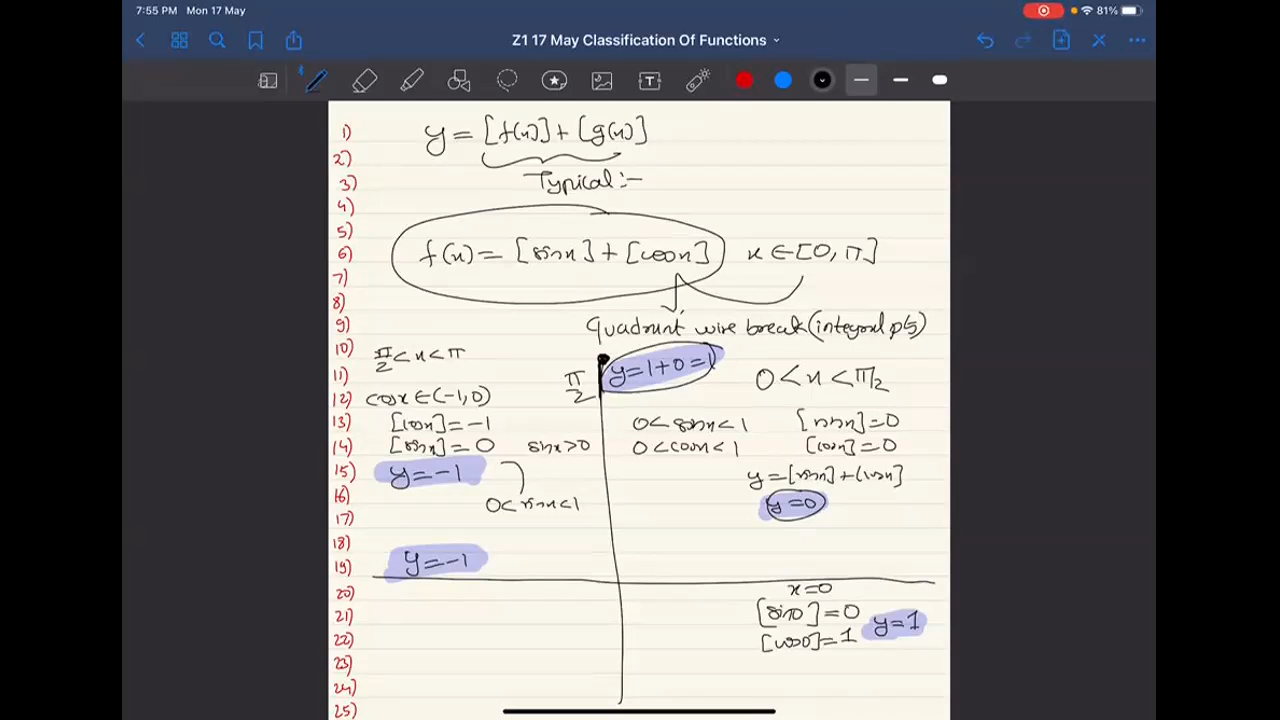 7:55 PM Mon 17 May
81%
Z1 17 May Classification Of Functions
1)
2)
3)
4)
5)
6)
7)
8)
9)
10)
11)
12)
13)
14)
15)
16)
17)
18)
19)
20)
21)
22)
23)
24)
25)
y = [f(x)] + [g(x)]
Typical :-
f(x) = [sinx] + [cosx] x ∈ [0, π]
Quadrant wire break (integral pts)
π/2 < x < π
cosx ∈ (-1, 0)
[cosx] = -1
[sinx] = 0 sinx > 0
y = -1
0 < sinx < 1
y = -1
π/2
y = 1 + 0 = 1
0 < x < π/2
0 < sinx < 1 [sinx] = 0
0 < cosx < 1 [cosx] = 0
y = [sinx] + [cosx]
y = 0
x = 0
[sin0] = 0
[cos0] = 1 y = 1